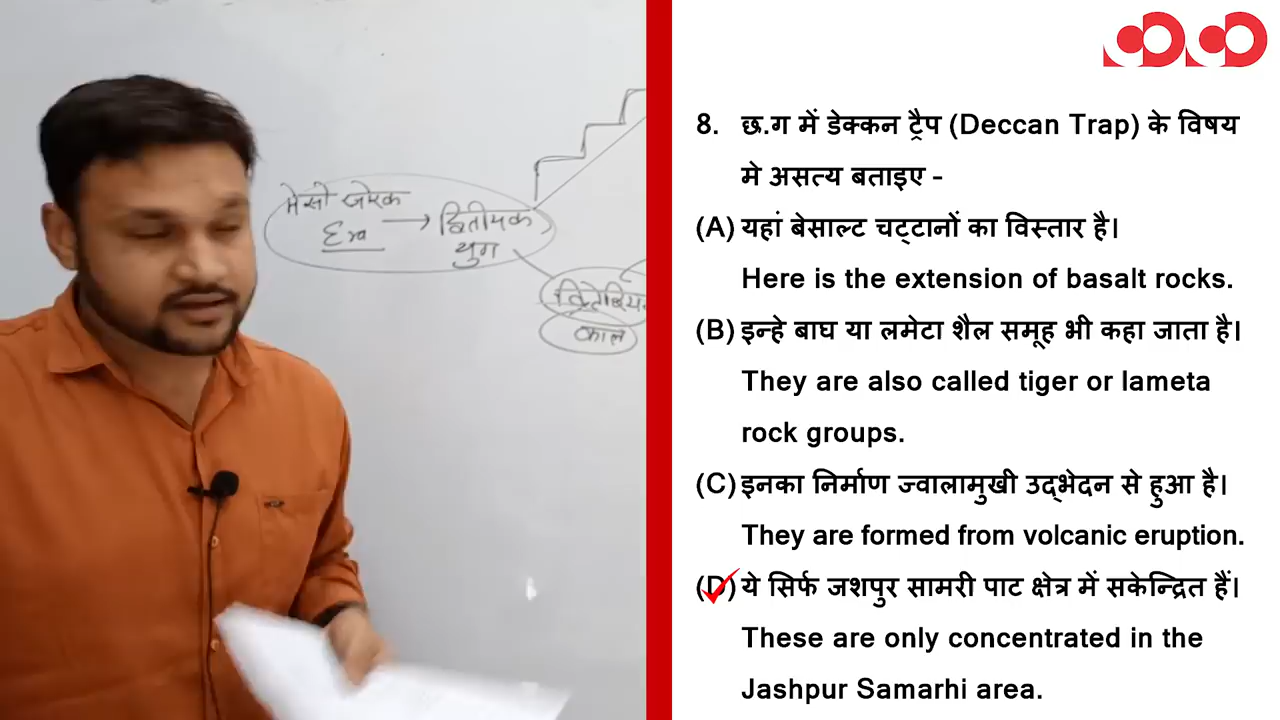 मेसोजोइक
Era → द्वितीयक
युग
काल
8. छ.ग में डेक्कन ट्रैप (Deccan Trap) के विषय
मे असत्य बताइए –
(A) यहां बेसाल्ट चट्टानों का विस्तार है।
Here is the extension of basalt rocks.
(B) इन्हे बाघ या लमेटा शैल समूह भी कहा जाता है।
They are also called tiger or lameta
rock groups.
(C) इनका निर्माण ज्वालामुखी उद्भेदन से हुआ है।
They are formed from volcanic eruption.
(D) ये सिर्फ जशपुर सामरी पाट क्षेत्र में सकेन्द्रित हैं।
These are only concentrated in the
Jashpur Samarhi area.